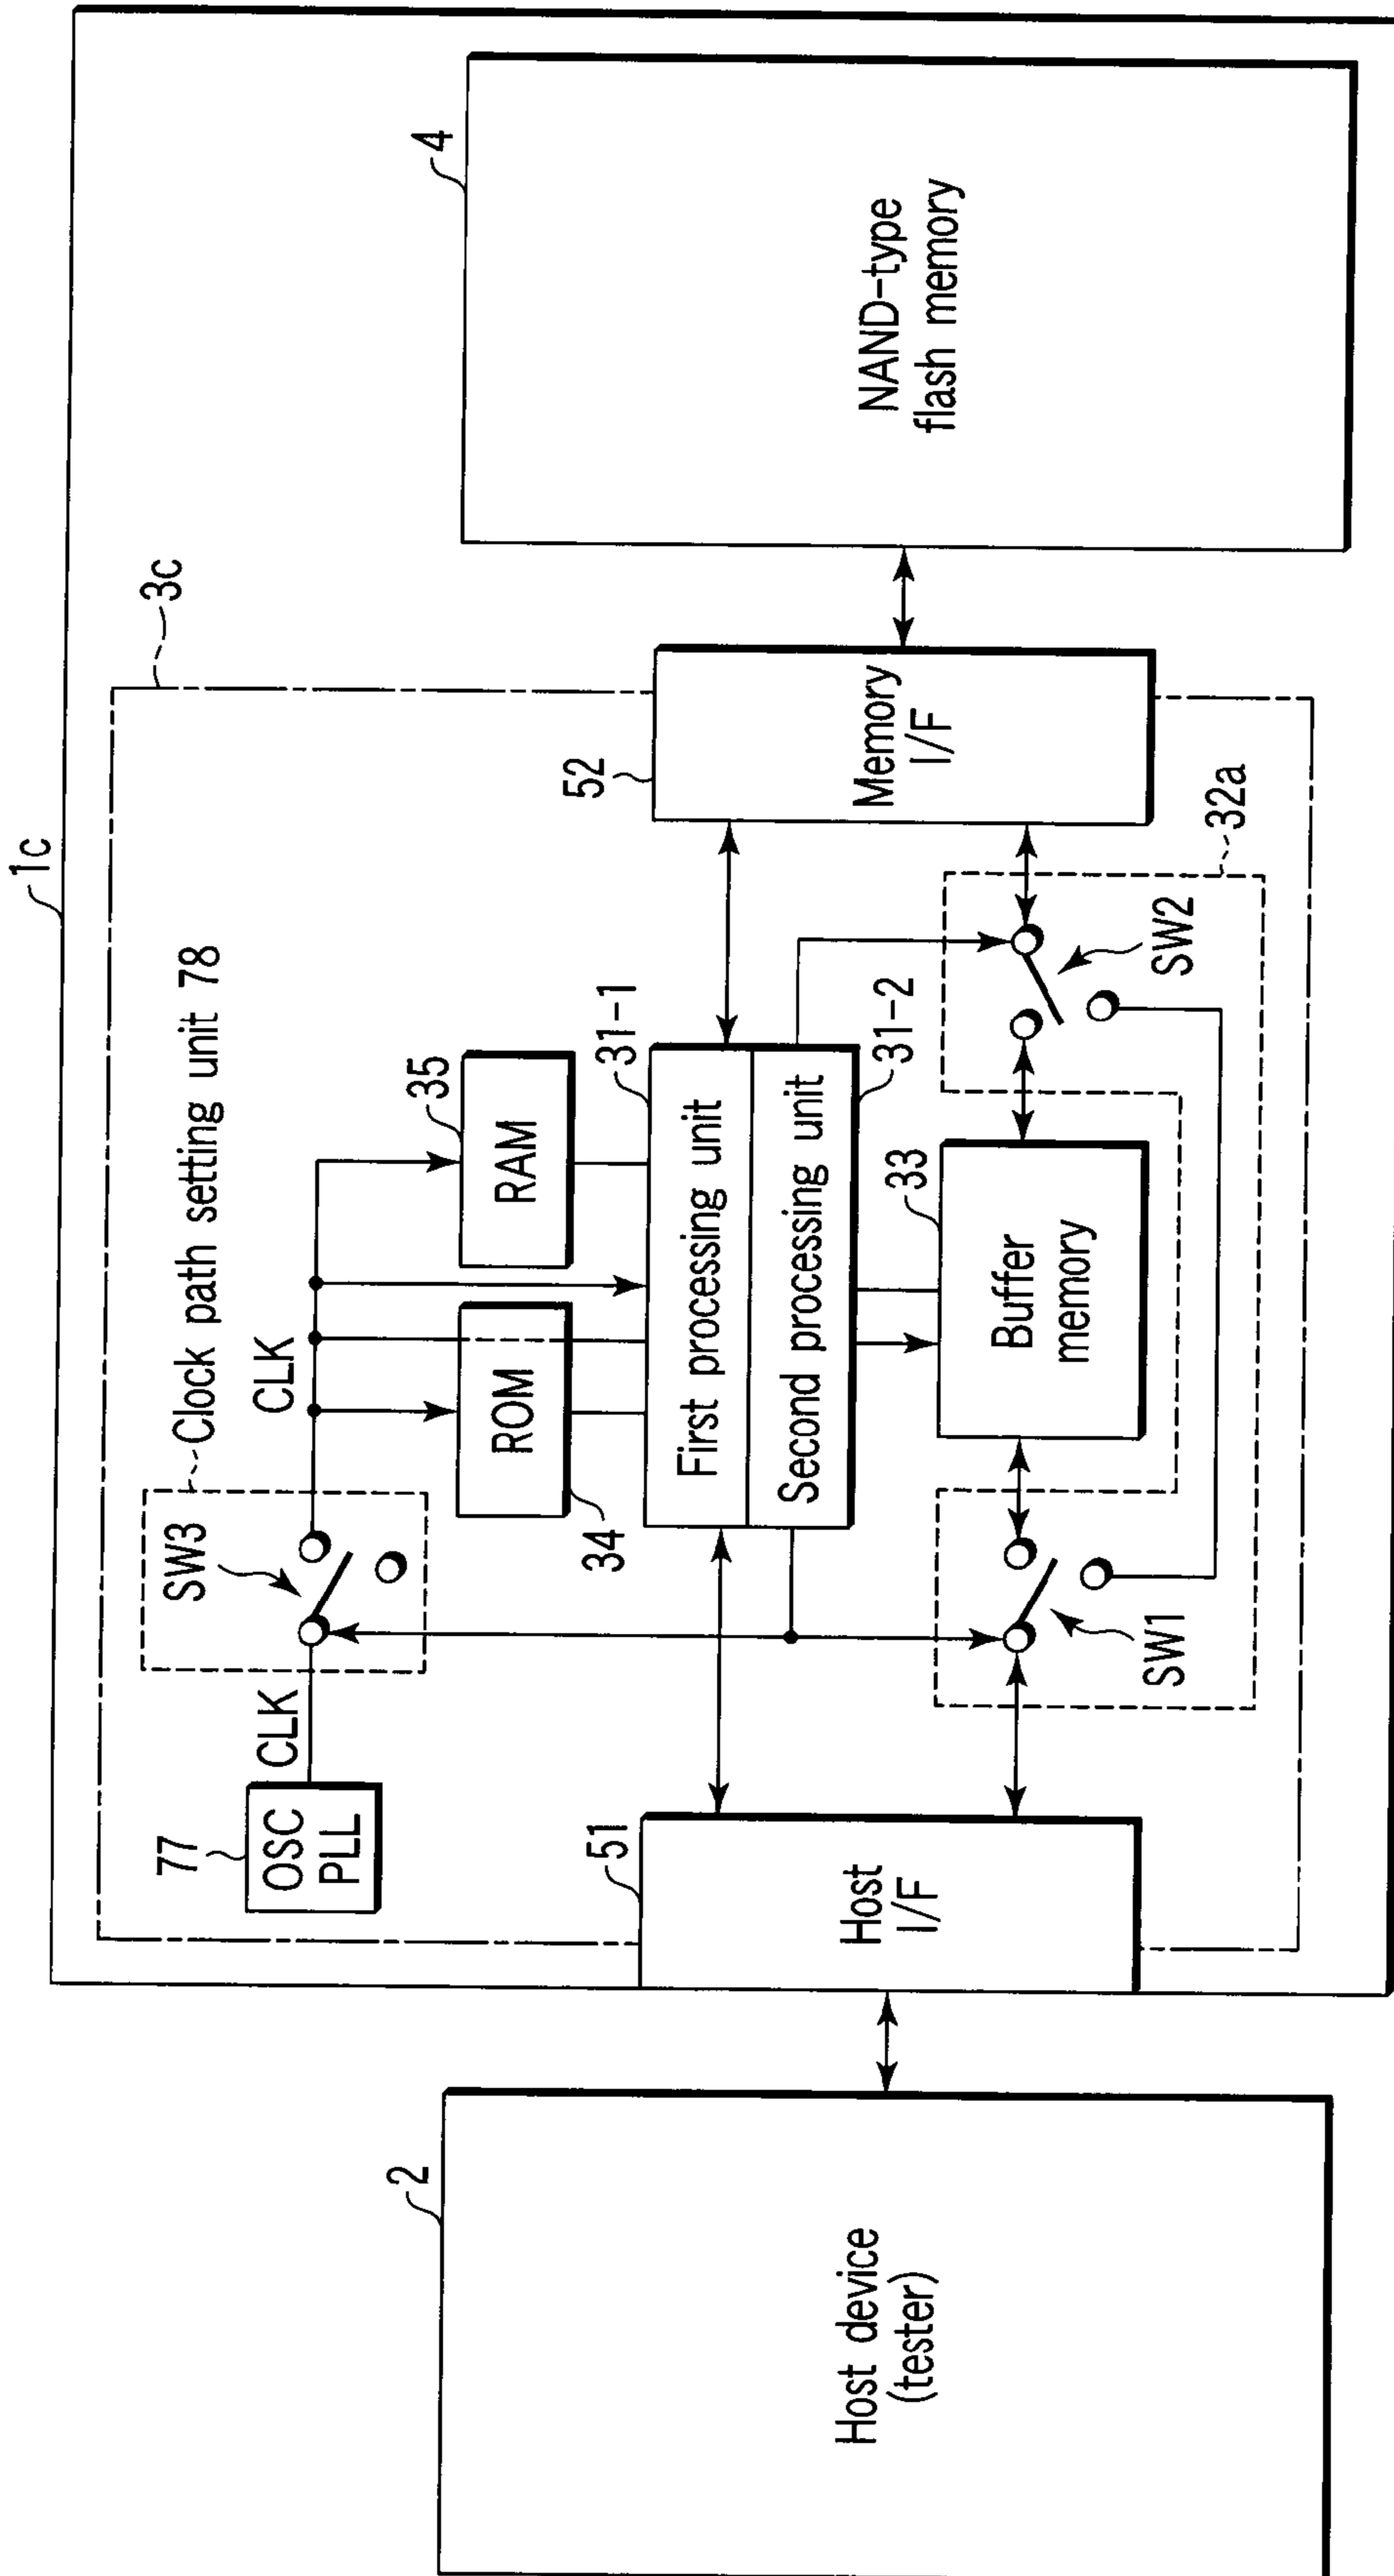 1c
3c
Clock path setting unit 78
SW3
77
OSC
PLL
CLK
CLK
35
RAM
ROM
34
31-1
First processing unit
Second processing unit
31-2
33
Buffer
memory
SW1
SW2
32a
51
Host
I/F
52
Memory
I/F
2
Host device
(tester)
4
NAND-type
flash memory